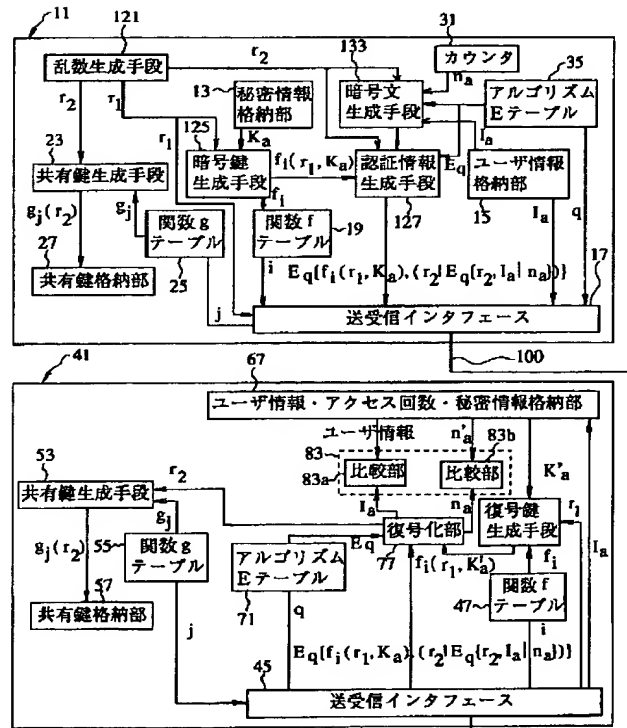 11
121
乱数生成手段
r₂
133
31
カウンタ
nₐ
35
13
秘密情報
格納部
暗号文
生成手段
アルゴリズム
Eテーブル
r₂
r₁
r₁
Kₐ
Iₐ
23
共有鍵生成手段
125
暗号鍵
生成手段
fᵢ(r₁,Kₐ)
認証情報
生成手段
127
E_q
ユーザ情報
格納部
15
gⱼ(r₂)
gⱼ
fᵢ
関数g
テーブル
25
関数f
テーブル
19
Iₐ
q
27
共有鍵格納部
i
E_q{fᵢ(r₁,Kₐ),(r₂|E_q{r₂,Iₐ|nₐ})}
17
j
送受信インタフェース
100
41
67
ユーザ情報・アクセス回数・秘密情報格納部
ユーザ情報
n'ₐ
83
83b
83a
比較部
比較部
K'ₐ
53
共有鍵生成手段
r₂
gⱼ
Iₐ
nₐ
復号鍵
生成手段
r₁
Iₐ
gⱼ(r₂)
55
関数g
テーブル
E_q
復号化部
77
アルゴリズム
Eテーブル
71
fᵢ(r₁,K'ₐ)
fᵢ
57
共有鍵格納部
47
関数f
テーブル
j
q
i
E_q{fᵢ(r₁,Kₐ),(r₂|E_q{r₂,Iₐ|nₐ})}
45
送受信インタフェース